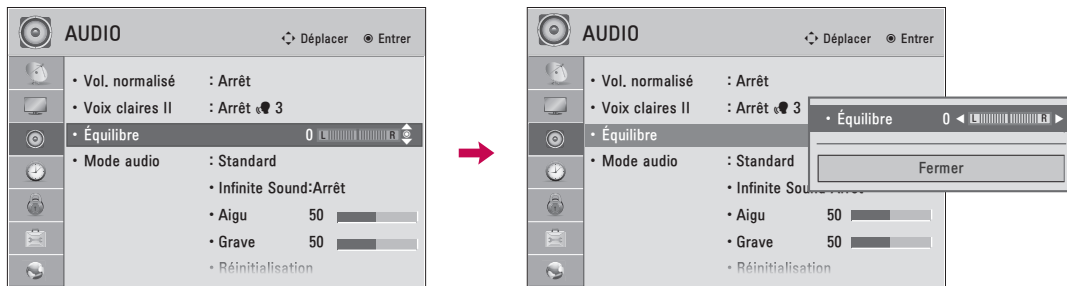 AUDIO
Déplacer Entrer
• Vol. normalisé : Arrêt
• Voix claires II : Arrêt 3
• Équilibre 0 L R
• Mode audio : Standard
• Infinite Sound:Arrêt
• Aigu 50
• Grave 50
• Réinitialisation
AUDIO
Déplacer Entrer
• Vol. normalisé : Arrêt
• Voix claires II : Arrêt 3
• Équilibre
• Mode audio : Standard
• Infinite Sou
• Aigu 50
• Grave 50
• Réinitialisation
• Équilibre 0 ◄ L R ►
Fermer